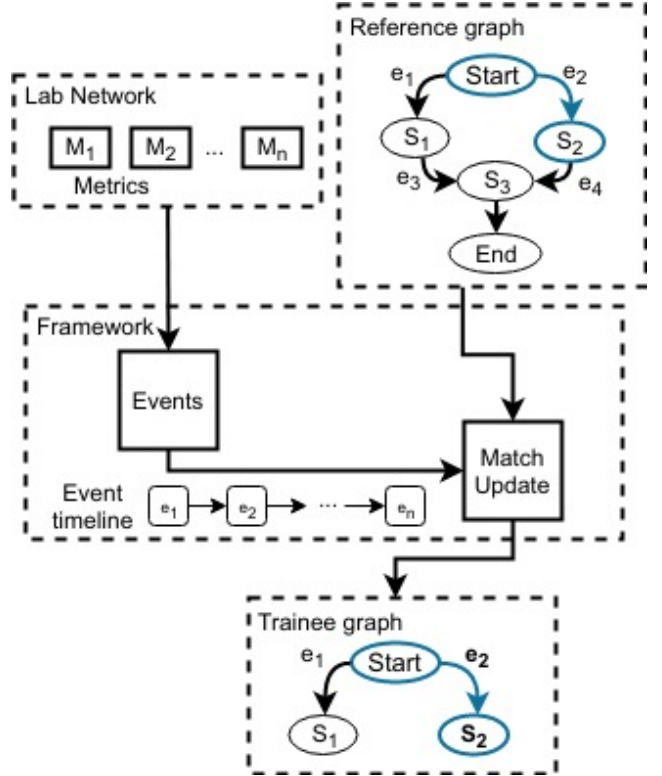 Reference graph
e1
Start
e2
S1
S2
e3
S3
e4
End
Lab Network
M1 M2 ... Mn
Metrics
Framework
Events
Match
Update
Event
timeline
e1 e2 ... en
Trainee graph
e1
Start
e2
S1
S2